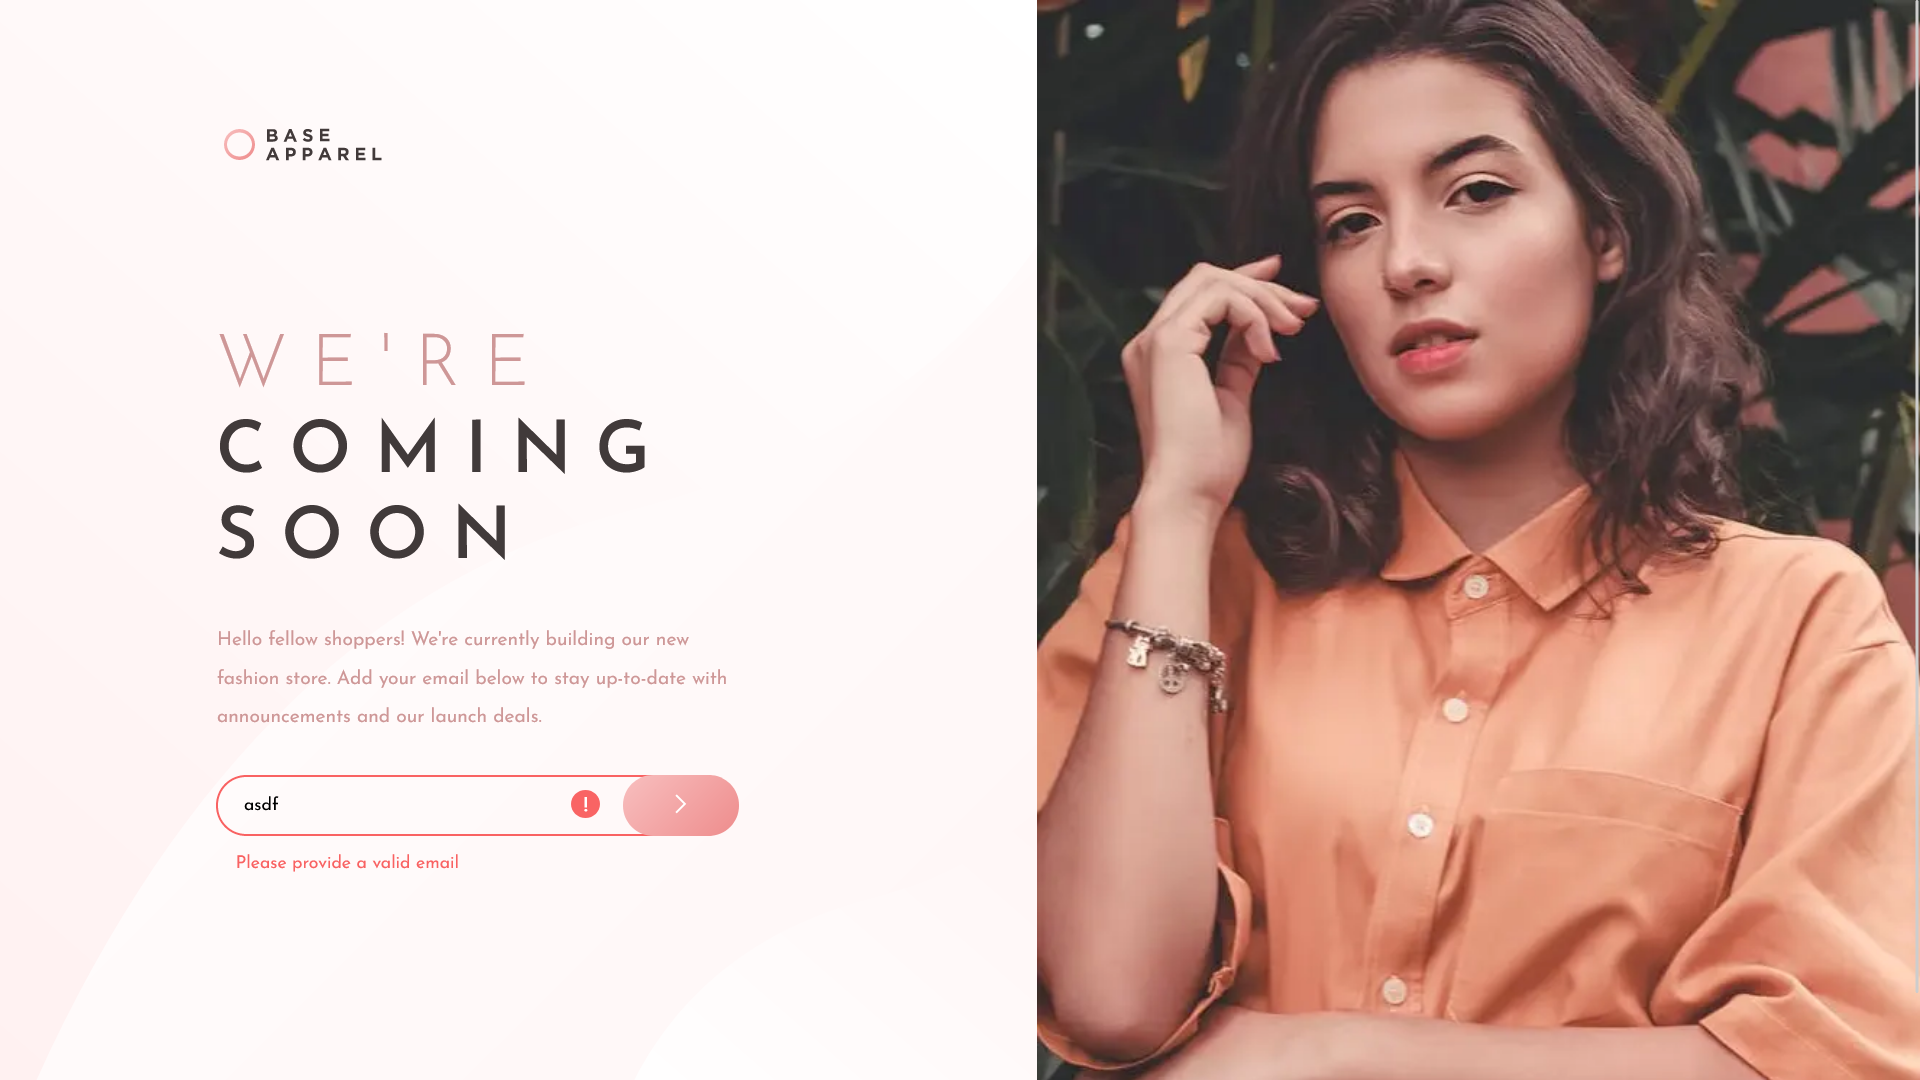 BASE
APPAREL
WE'RE
COMING
SOON
Hello fellow shoppers! We're currently building our new
fashion store. Add your email below to stay up-to-date with
announcements and our launch deals.
asdf
!
Please provide a valid email